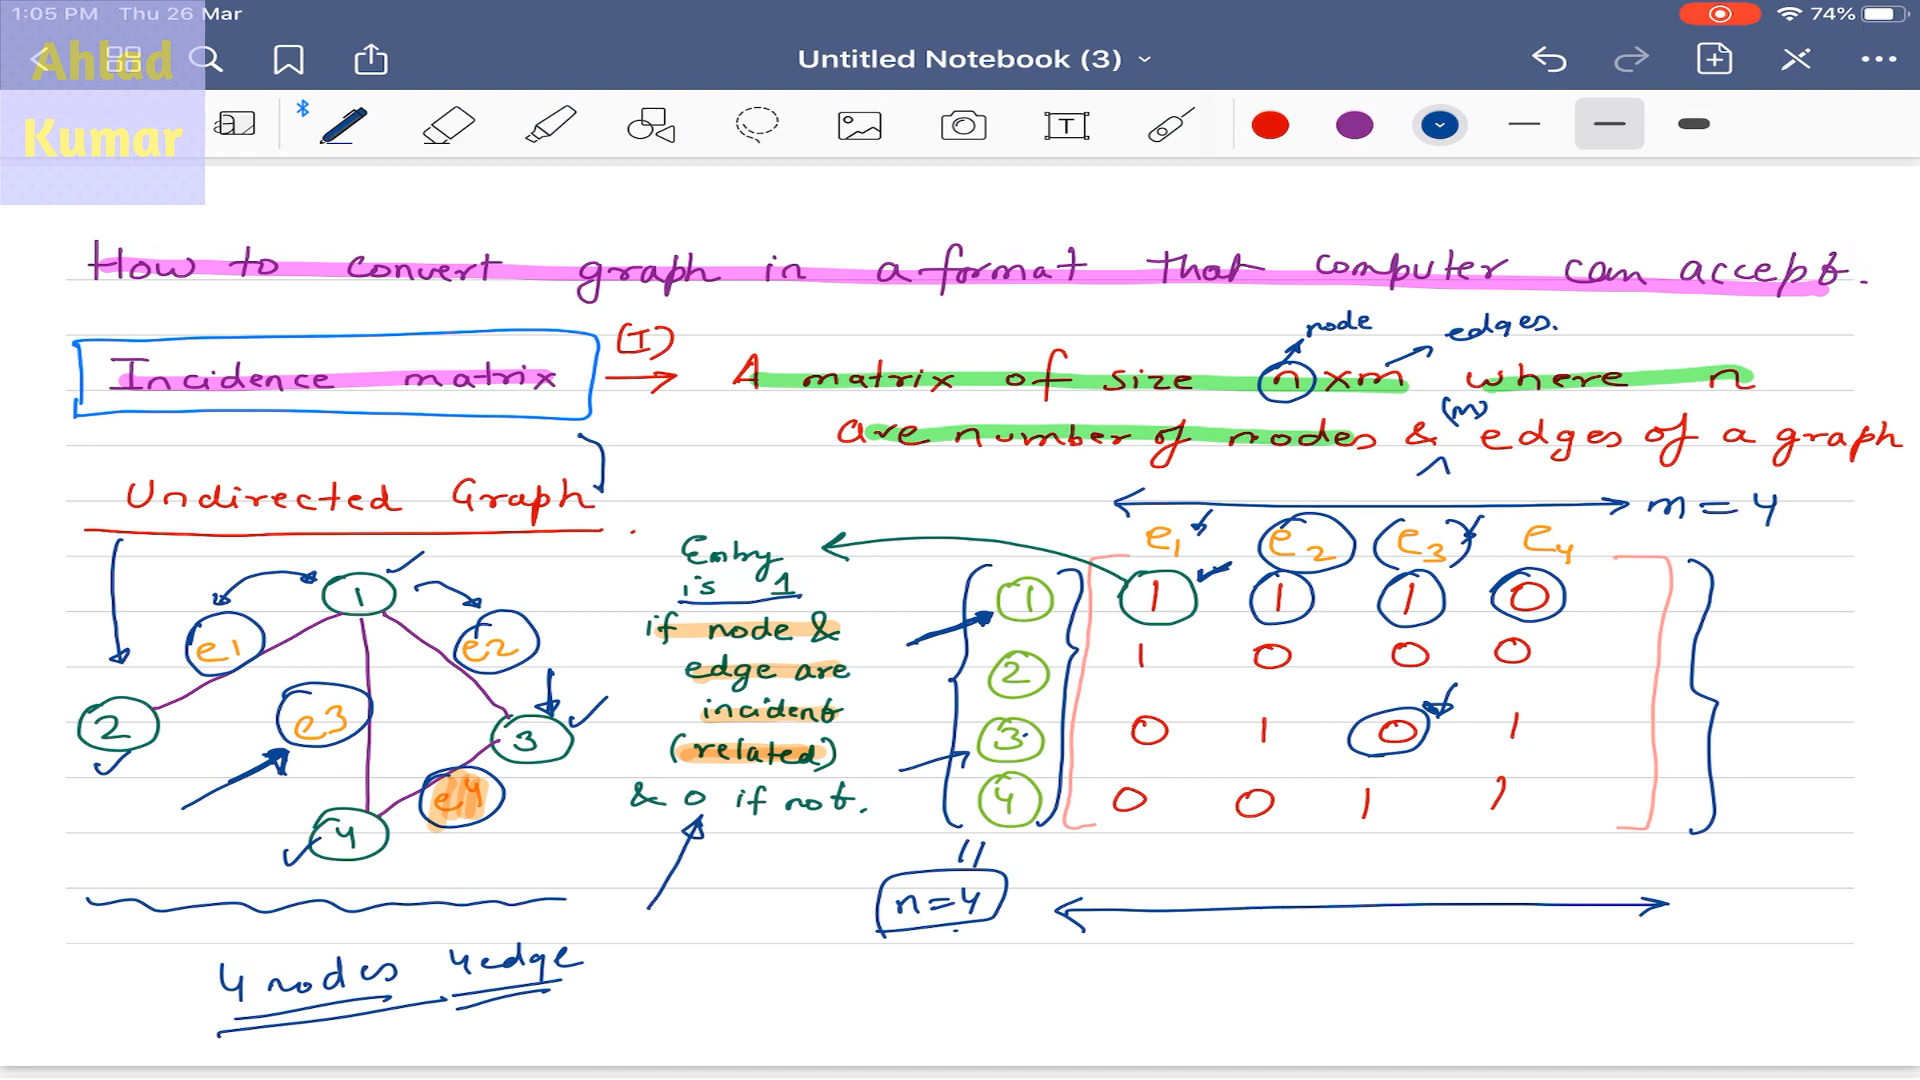 1:05 PM Thu 26 Mar
74%
Ahlad
Kumar
Untitled Notebook (3)
How to convert graph in a format that computer can accept.
Incidence matrix (I) → A matrix of size n x m where n
node edges.
are number of nodes & (m) edges of a graph
Undirected Graph
m = 4
e1 e2 e3 e4
Entry
is 1
if node &
edge are
incident
(related)
& 0 if not.
1
e1 e2
2 e3 3
e4
4
1 1 1 1 0
2 1 0 0 0
3 0 1 0 1
4 0 0 1 1
n = 4
4 nodes 4 edge